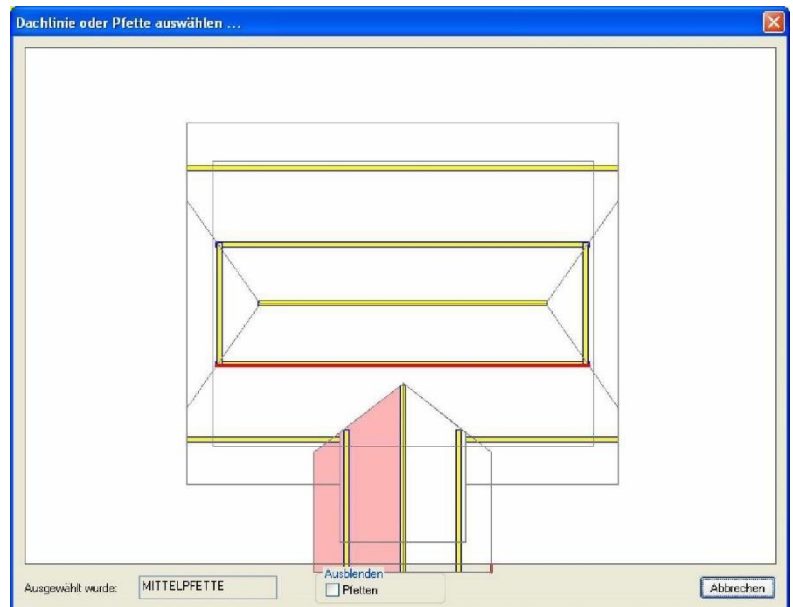 Dachlinie oder Pfette auswählen ...
Ausgewählt wurde:
MITTELPFETTE
Ausblenden
Pfetten
Abbrechen